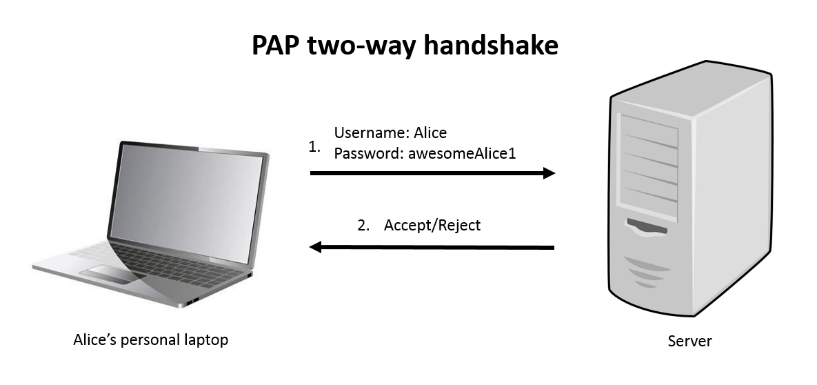 PAP two-way handshake
1. Username: Alice
Password: awesomeAlice1
2. Accept/Reject
Alice's personal laptop
Server